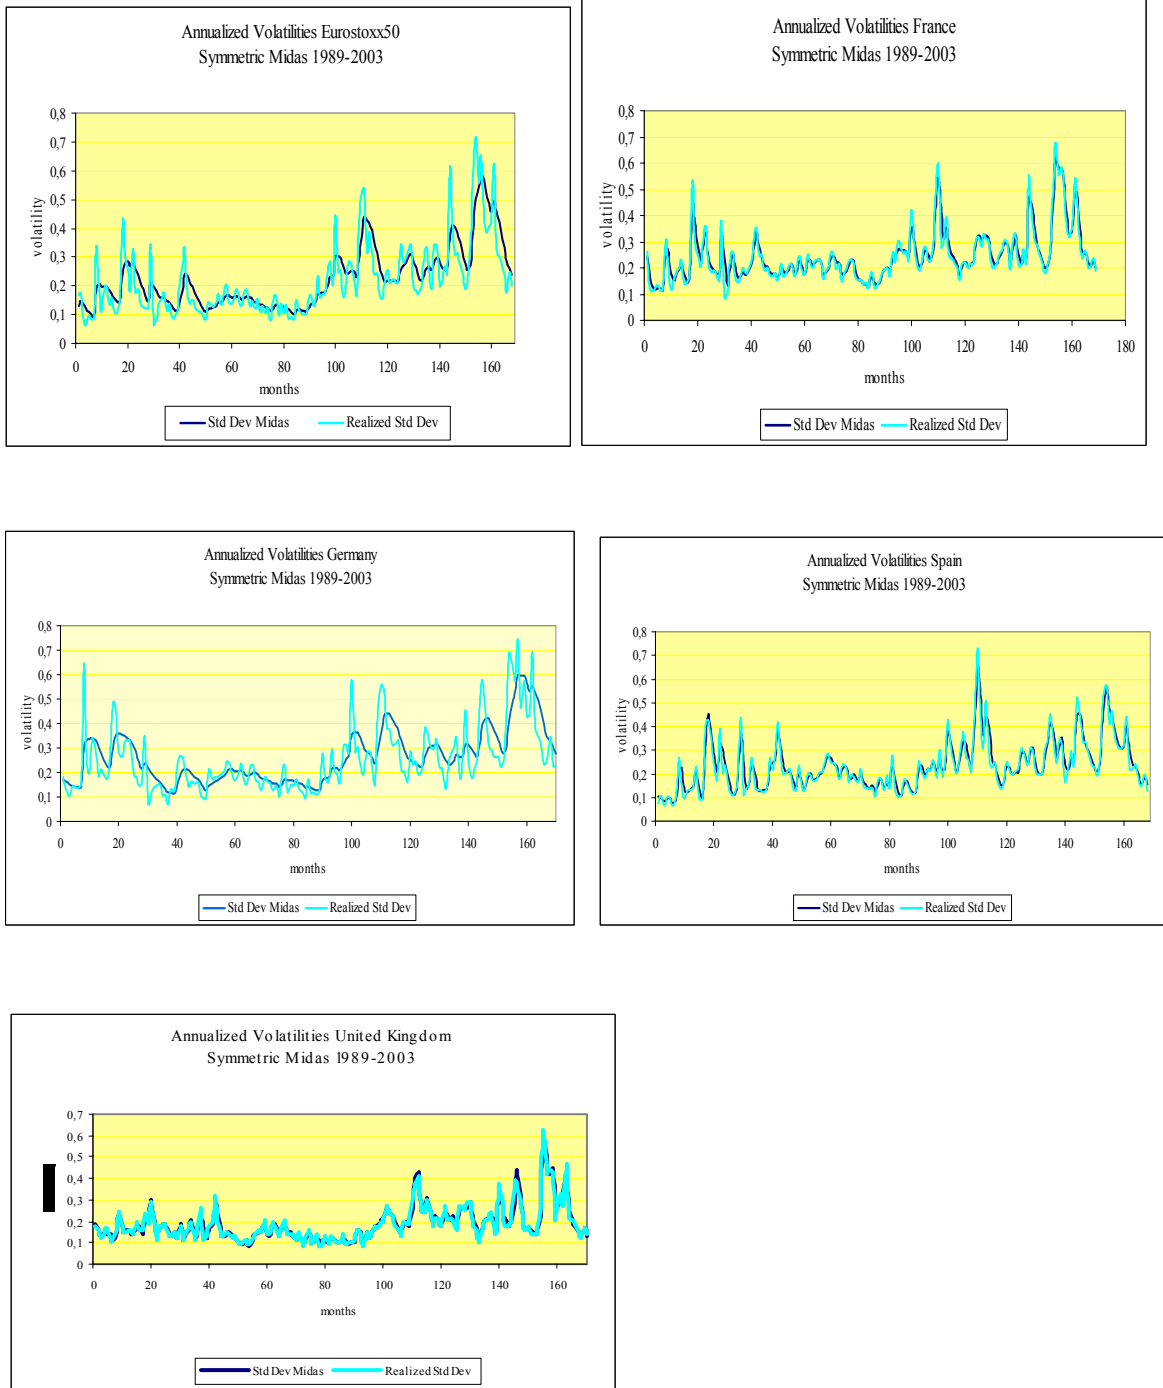 Annualized Volatilities Eurostoxx50
Symmetric Midas 1989-2003
0,8
0,7
0,6
0,5
0,4
0,3
0,2
0,1
0
volatility
0 20 40 60 80 100 120 140 160
months
Std Dev Midas Realized Std Dev
Annualized Volatilities France
Symmetric Midas 1989-2003
0,8
0,7
0,6
0,5
0,4
0,3
0,2
0,1
0
volatility
0 20 40 60 80 100 120 140 160 180
months
Std Dev Midas Realized Std Dev
Annualized Volatilities Germany
Symmetric Midas 1989-2003
0,8
0,7
0,6
0,5
0,4
0,3
0,2
0,1
0
volatility
0 20 40 60 80 100 120 140 160
months
Std Dev Midas Realized Std Dev
Annualized Volatilities Spain
Symmetric Midas 1989-2003
0,8
0,7
0,6
0,5
0,4
0,3
0,2
0,1
0
volatility
0 20 40 60 80 100 120 140 160
months
Std Dev Midas Realized Std Dev
Annualized Volatilities United Kingdom
Symmetric Midas 1989-2003
0,7
0,6
0,5
0,4
0,3
0,2
0,1
0
0 20 40 60 80 100 120 140 160
months
Std Dev Midas Realized Std Dev